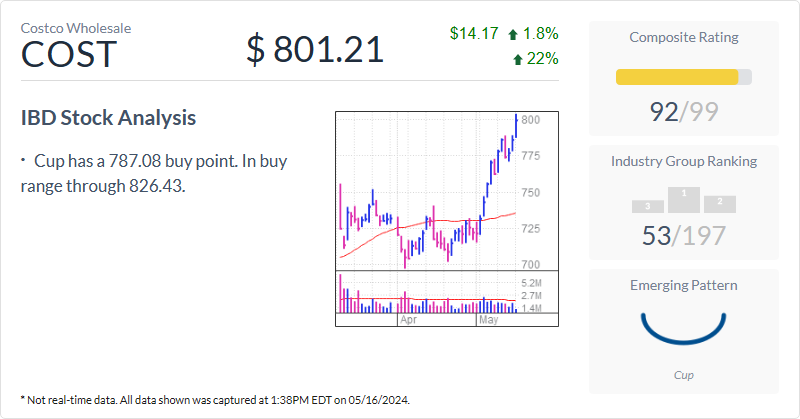 Costco Wholesale
COST
$ 801.21
$14.17 1.8%
22%
IBD Stock Analysis
· Cup has a 787.08 buy point. In buy
range through 826.43.
800
775
750
725
700
5.2M
2.7M
1.4M
Apr May
Composite Rating
92/99
Industry Group Ranking
3 1 2
53/197
Emerging Pattern
Cup
* Not real-time data. All data shown was captured at 1:38PM EDT on 05/16/2024.